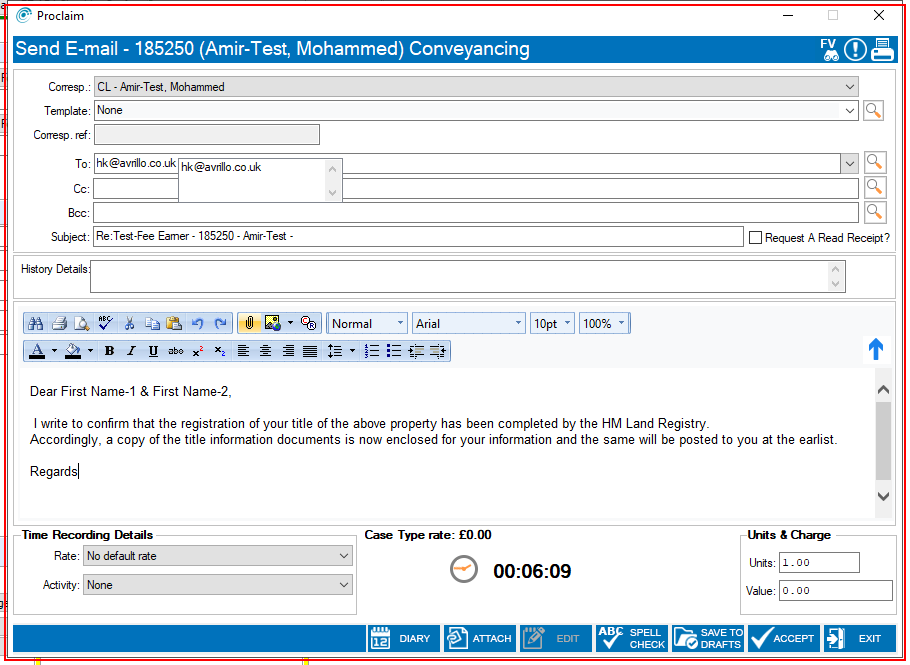 Proclaim
Send E-mail - 185250 (Amir-Test, Mohammed) Conveyancing
FV
Corresp.: CL - Amir-Test, Mohammed
Template: None
Corresp. ref:
To: hk@avrillo.co.uk
hk@avrillo.co.uk
Cc:
Bcc:
Subject: Re:Test-Fee Earner - 185250 - Amir-Test -
Request A Read Receipt?
History Details:
ABC
Normal Arial 10pt 100%
A B I U abc x² x₂
Dear First Name-1 & First Name-2,
I write to confirm that the registration of your title of the above property has been completed by the HM Land Registry.
Accordingly, a copy of the title information documents is now enclosed for your information and the same will be posted to you at the earlist.
Regards
Time Recording Details
Rate: No default rate
Activity: None
Case Type rate: £0.00
00:06:09
Units & Charge
Units: 1.00
Value: 0.00
12 DIARY
ATTACH
EDIT
ABC SPELL CHECK
SAVE TO DRAFTS
ACCEPT
EXIT